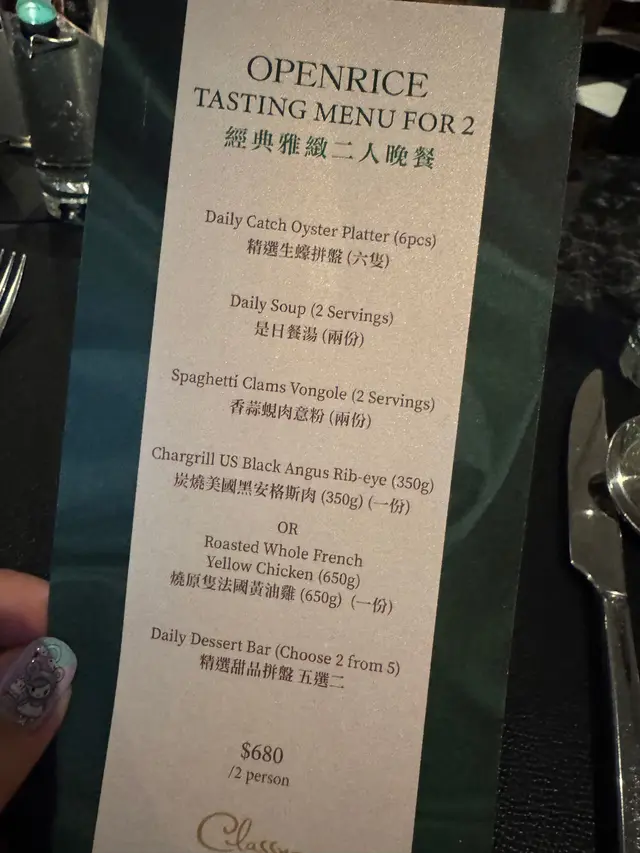 OPENRICE
TASTING MENU FOR 2
經典雅緻二人晚餐
Daily Catch Oyster Platter (6pcs)
精選生蠔拼盤 (六隻)
Daily Soup (2 Servings)
是日餐湯 (兩份)
Spaghetti Clams Vongole (2 Servings)
香蒜蜆肉意粉 (兩份)
Chargrill US Black Angus Rib-eye (350g)
炭燒美國黑安格斯肉 (350g) (一份)
OR
Roasted Whole French
Yellow Chicken (650g)
燒原隻法國黃油雞 (650g) (一份)
Daily Dessert Bar (Choose 2 from 5)
精選甜品拼盤 五選二
$680
/2 person